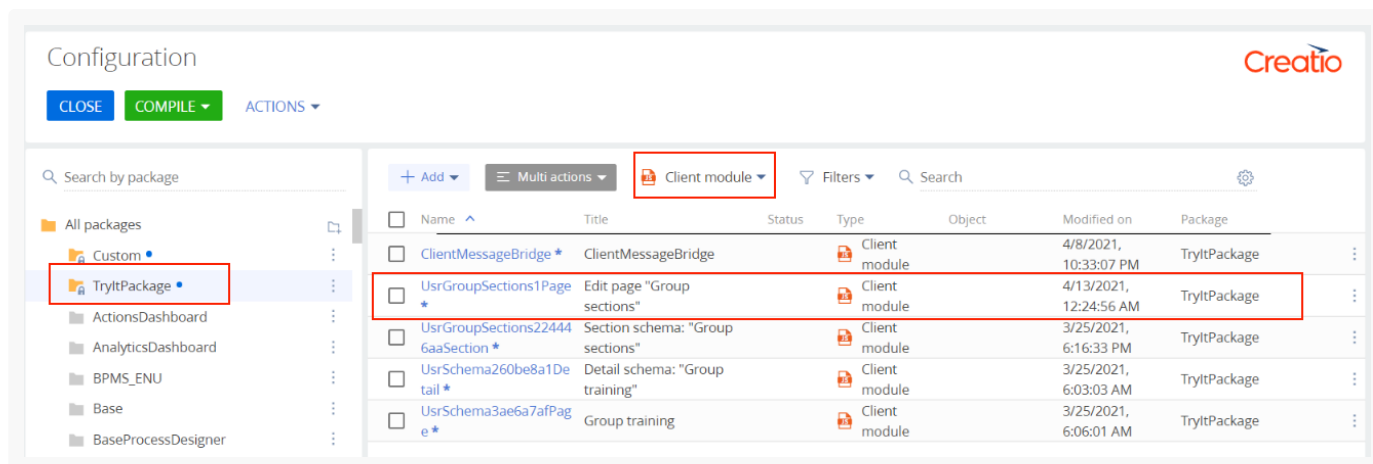 Configuration
Creatio
CLOSE COMPILE ACTIONS
Search by package
Add Multi actions Client module Filters Search
All packages
Custom
TryItPackage
ActionsDashboard
AnalyticsDashboard
BPMS_ENU
Base
BaseProcessDesigner
Name Title Status Type Object Modified on Package
ClientMessageBridge * ClientMessageBridge Client 4/8/2021, TryItPackage
module 10:33:07 PM
UsrGroupSections1Page Edit page "Group Client 4/13/2021, TryItPackage
* sections" module 12:24:56 AM
UsrGroupSections22444 Section schema: "Group Client 3/25/2021, TryItPackage
6aaSection * sections" module 6:16:33 PM
UsrSchema260be8a1De Detail schema: "Group Client 3/25/2021, TryItPackage
tail * training" module 6:03:03 AM
UsrSchema3ae6a7afPag Group training Client 3/25/2021, TryItPackage
e * module 6:06:01 AM